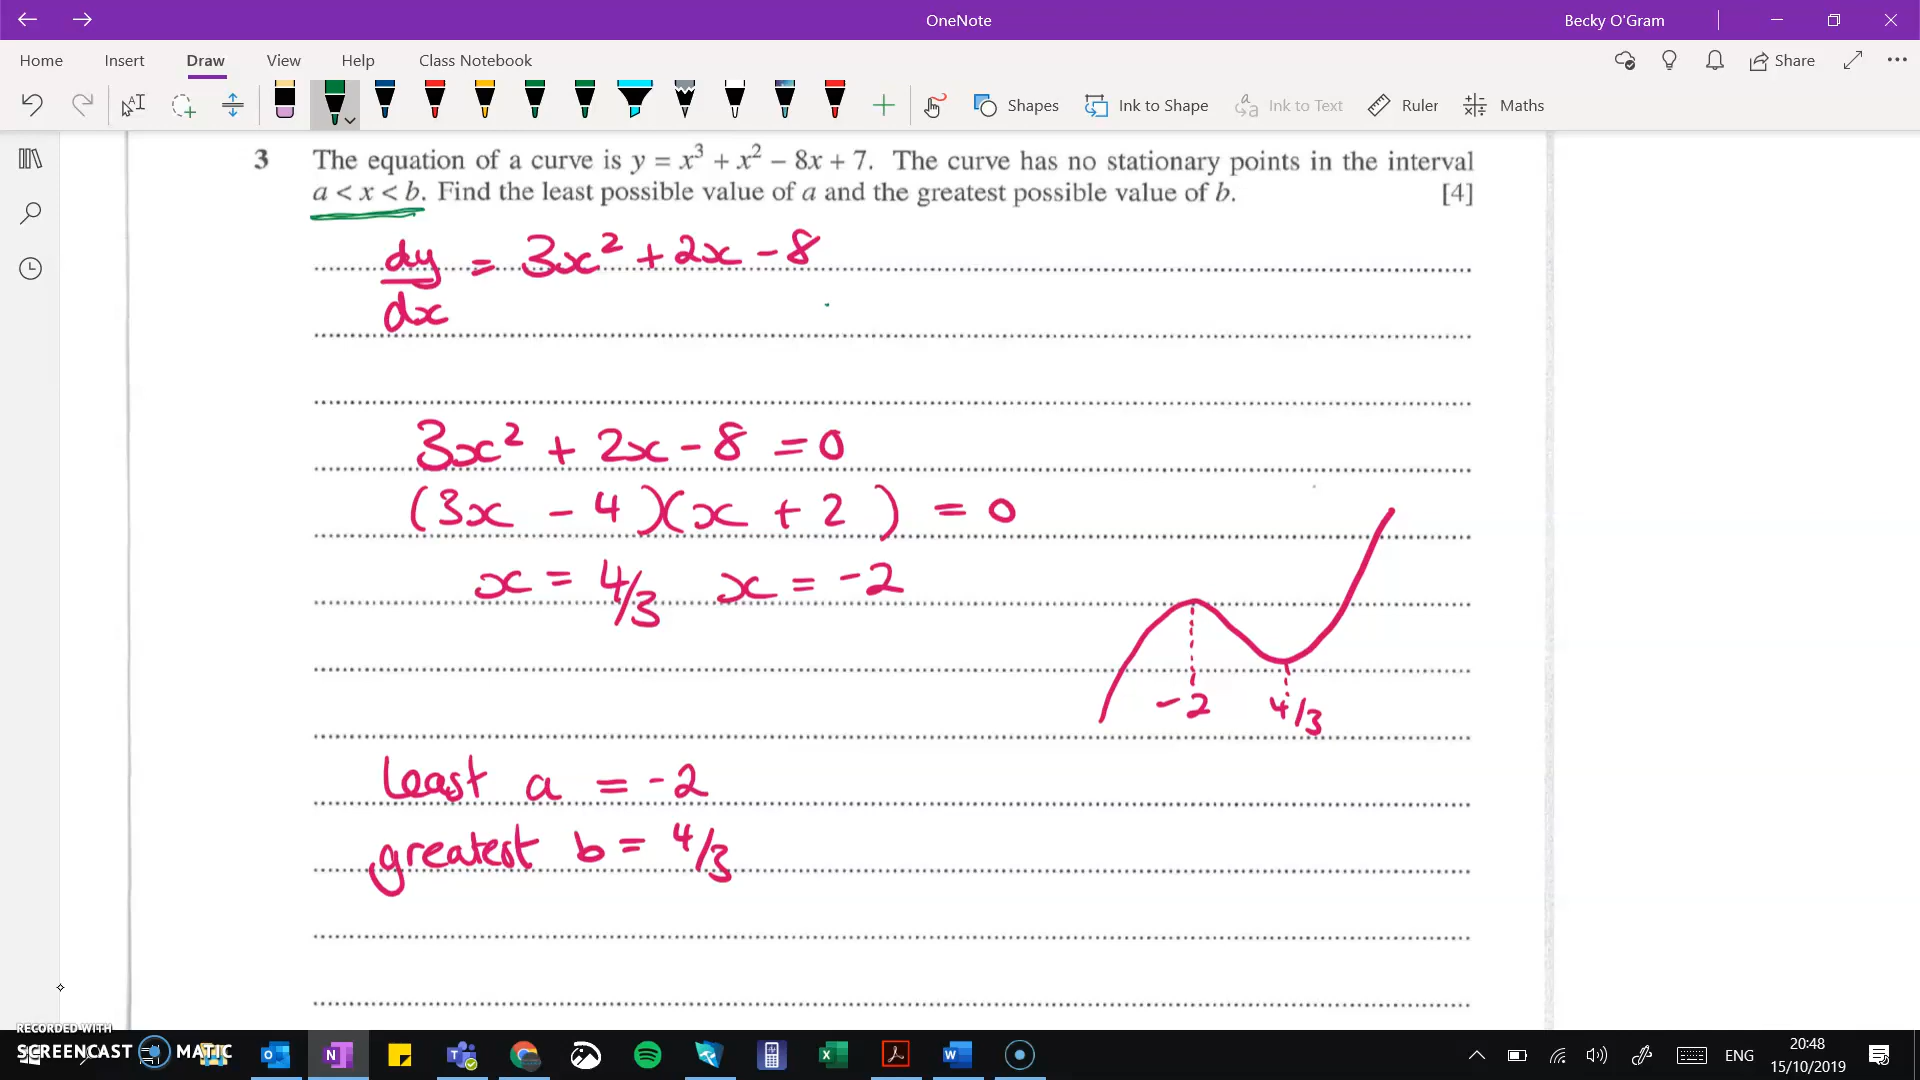 OneNote
Becky O'Gram
Home Insert Draw View Help Class Notebook
Share
Shapes Ink to Shape Ink to Text Ruler Maths
3 The equation of a curve is y = x³ + x² − 8x + 7. The curve has no stationary points in the interval
a < x < b. Find the least possible value of a and the greatest possible value of b. [4]
dy/dx = 3x² + 2x − 8
3x² + 2x − 8 = 0
(3x − 4)(x + 2) = 0
x = 4/3 x = −2
−2 4/3
least a = −2
greatest b = 4/3
RECORDED WITH
SCREENCAST MATIC
ENG
20:48
15/10/2019